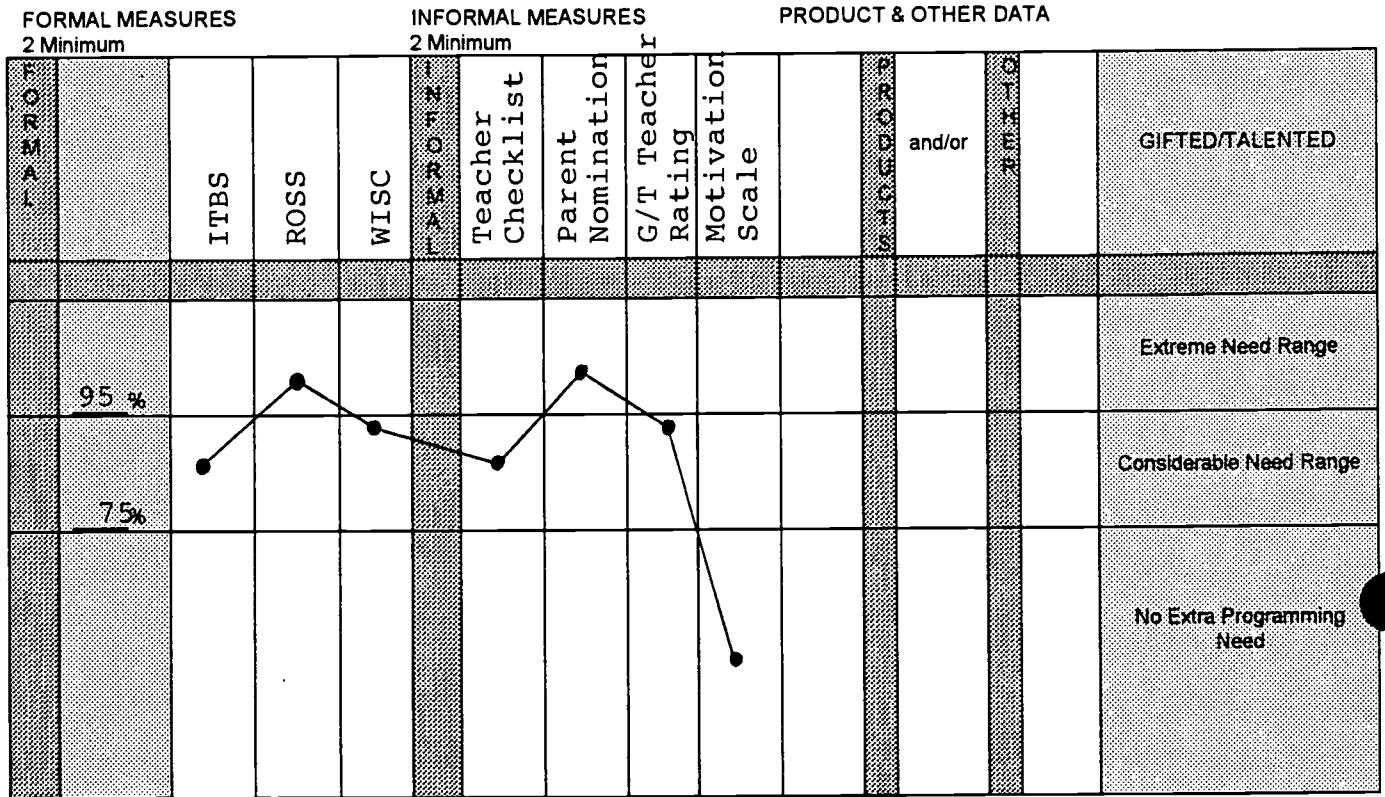 FORMAL MEASURES
2 Minimum
INFORMAL MEASURES
2 Minimum
PRODUCT & OTHER DATA
FORMAL
ITBS
ROSS
WISC
INFORMAL
Teacher
Checklist
Parent
Nomination
G/T Teacher
Rating
Motivation
Scale
PRODUCTS
and/or
OTHER
GIFTED/TALENTED
Extreme Need Range
95 %
Considerable Need Range
75%
No Extra Programming
Need